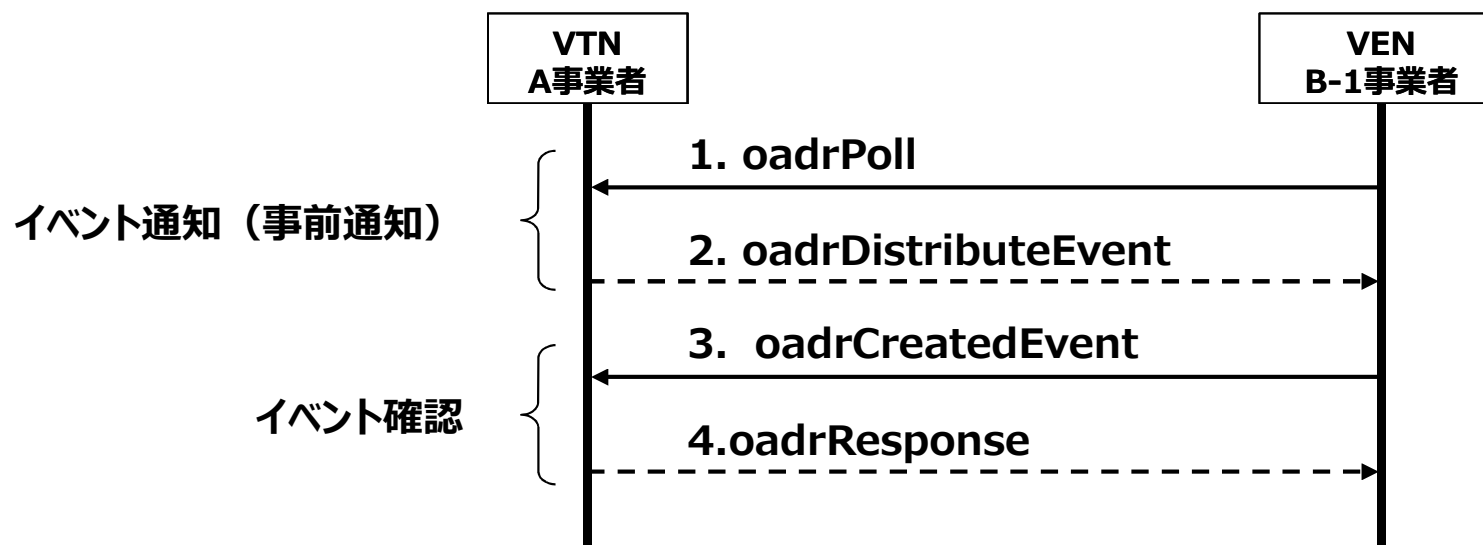 VTN
A事業者
VEN
B-1事業者
1. oadrPoll
イベント通知（事前通知）
2. oadrDistributeEvent
3. oadrCreatedEvent
イベント確認
4.oadrResponse